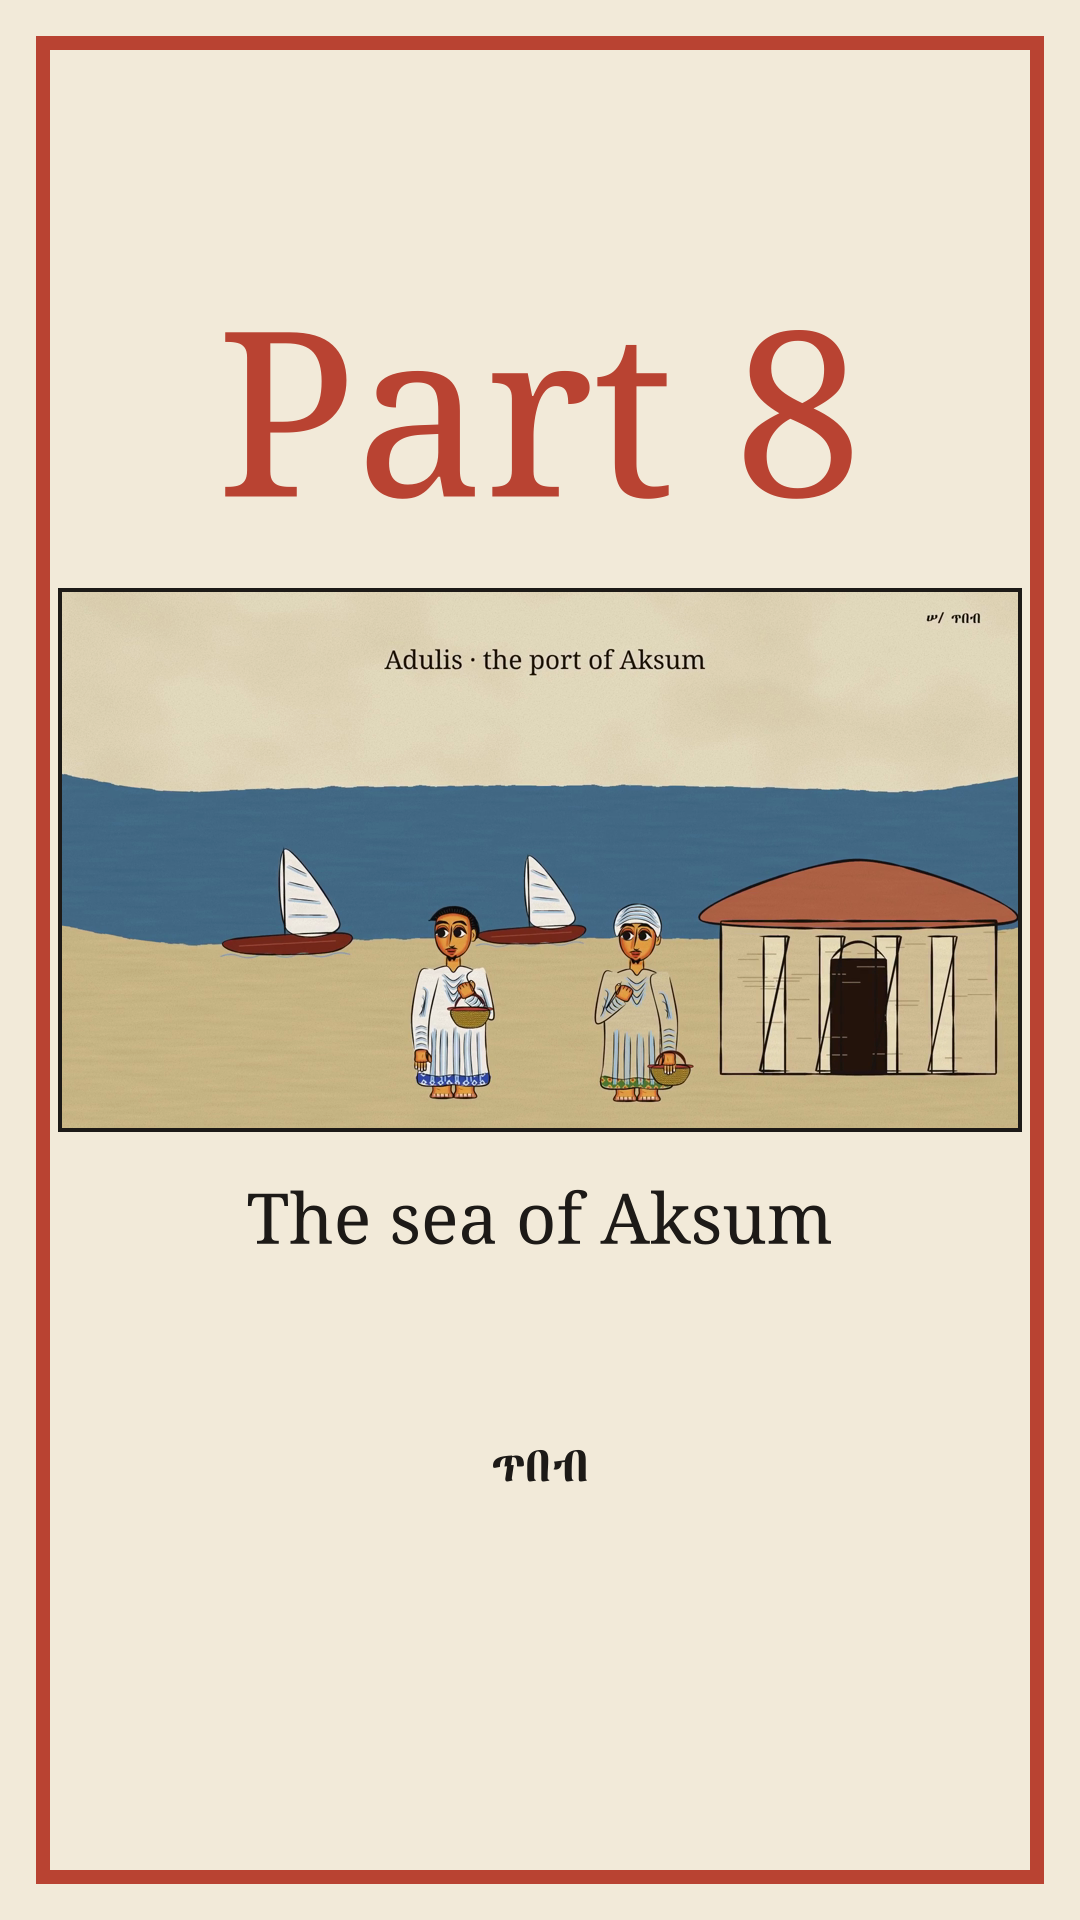 Part 8
ሠ/ ጥበብ
Adulis · the port of Aksum
The sea of Aksum
ጥበብ